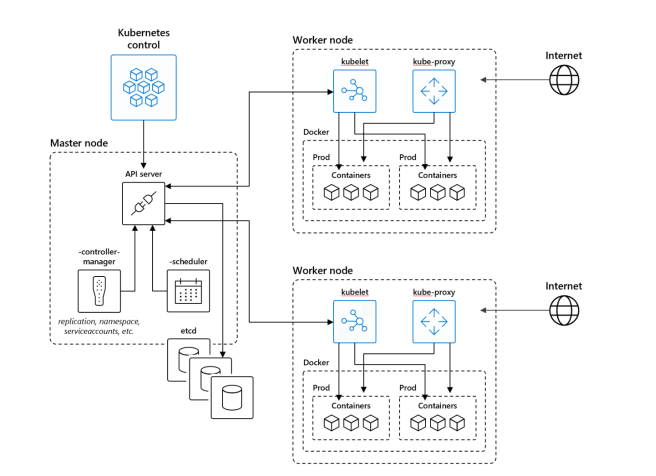 Kubernetes
control
Master node
API server
-controller-
manager
-scheduler
replication, namespace,
serviceaccounts, etc.
etcd
Worker node
kubelet
kube-proxy
Internet
Docker
Prod
Containers
Prod
Containers
Worker node
kubelet
kube-proxy
Internet
Docker
Prod
Containers
Prod
Containers